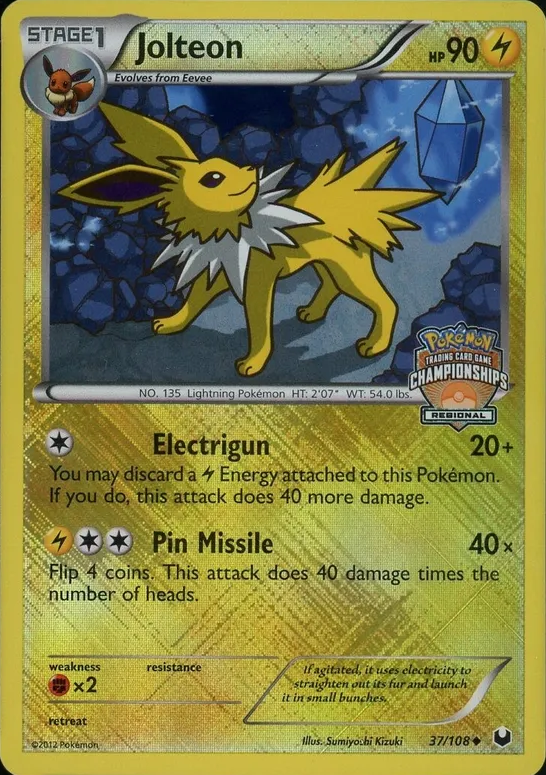 STAGE1
Jolteon
HP 90
Evolves from Eevee
POKéMON
TRADING CARD GAME
CHAMPIONSHIPS
REGIONAL
NO. 135 Lightning Pokémon HT: 2'07" WT: 54.0 lbs.
Electrigun 20+
You may discard a Energy attached to this Pokémon.
If you do, this attack does 40 more damage.
Pin Missile 40×
Flip 4 coins. This attack does 40 damage times the
number of heads.
weakness resistance
×2
If agitated, it uses electricity to
straighten out its fur and launch
it in small bunches.
retreat
©2012 Pokémon
Illus. Sumiyoshi Kizuki 37/108